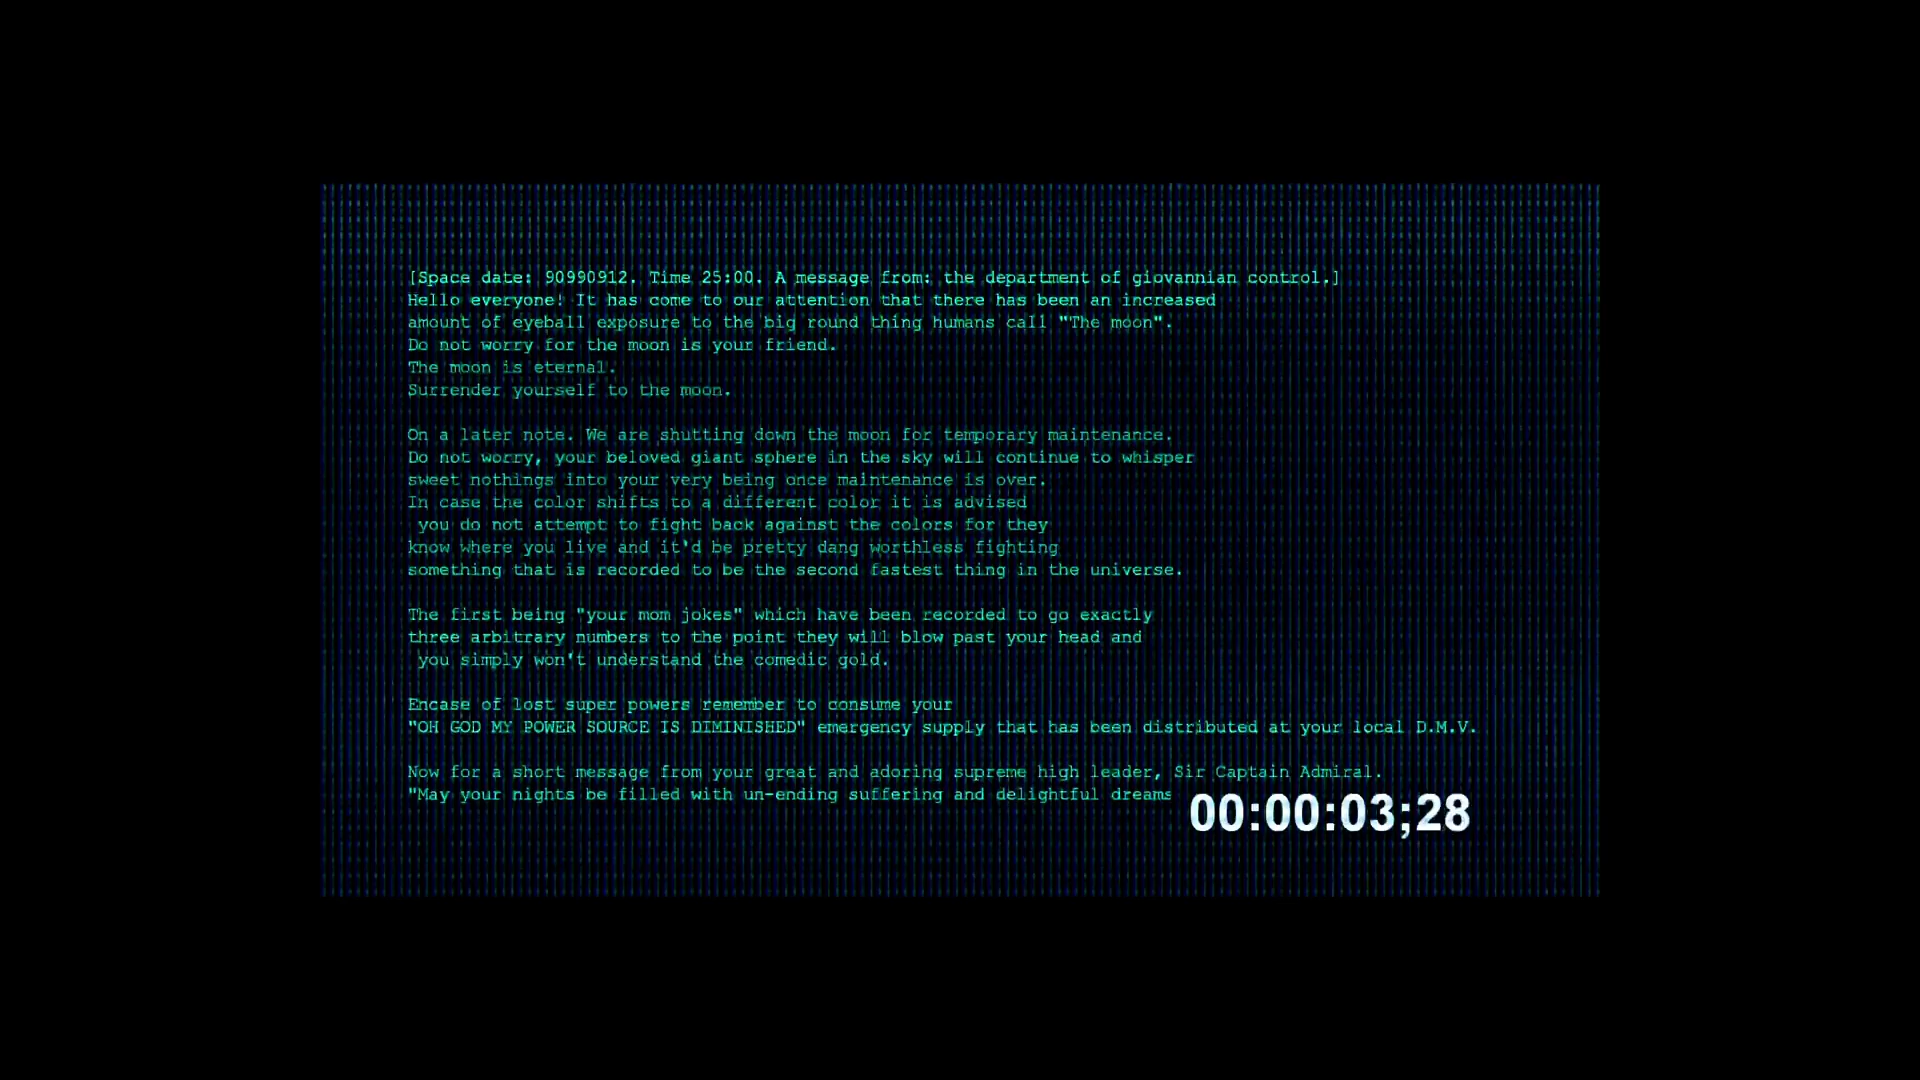 [Space date: 90990912. Time 25:00. A message from: the department of giovannian control.]
Hello everyone! It has come to our attention that there has been an increased
amount of eyeball exposure to the big round thing humans call "The moon".
Do not worry for the moon is your friend.
The moon is eternal.
Surrender yourself to the moon.
On a later note. We are shutting down the moon for temporary maintenance.
Do not worry, your beloved giant sphere in the sky will continue to whisper
sweet nothings into your very being once maintenance is over.
In case the color shifts to a different color it is advised
you do not attempt to fight back against the colors for they
know where you live and it'd be pretty dang worthless fighting
something that is recorded to be the second fastest thing in the universe.
The first being "your mom jokes" which have been recorded to go exactly
three arbitrary numbers to the point they will blow past your head and
you simply won't understand the comedic gold.
Encase of lost super powers remember to consume your
"OH GOD MY POWER SOURCE IS DIMINISHED" emergency supply that has been distributed at your local D.M.V.
Now for a short message from your great and adoring supreme high leader, Sir Captain Admiral.
"May your nights be filled with un-ending suffering and delightful dreams
00:00:03;28